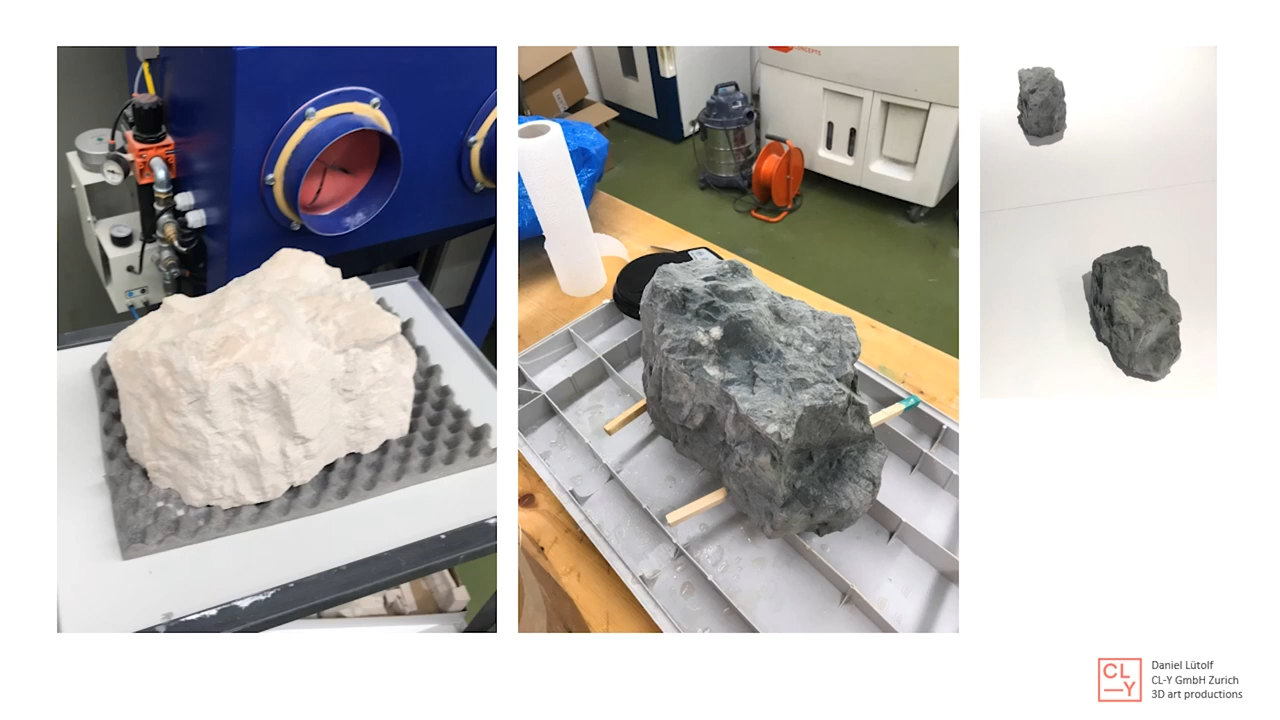 CONCEPTS
CL
Y
Daniel Lütolf
CL-Y GmbH Zurich
3D art productions